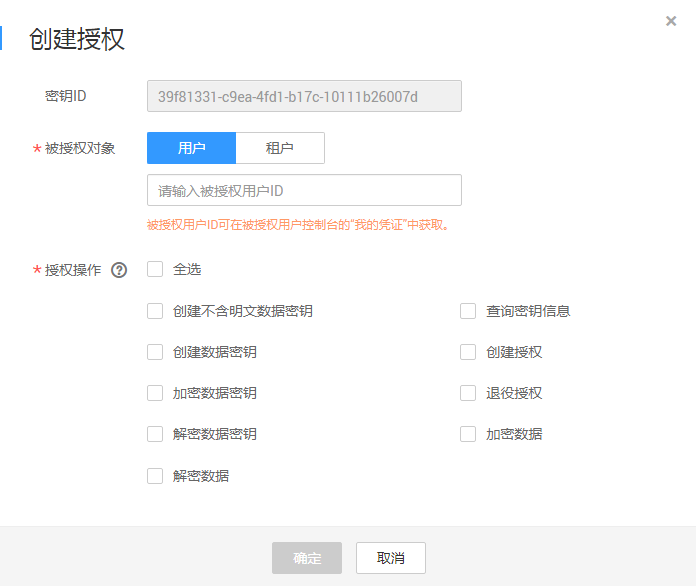 创建授权
密钥ID
39f81331-c9ea-4fd1-b17c-10111b26007d
* 被授权对象
用户 租户
请输入被授权用户ID
被授权用户ID可在被授权用户控制台的“我的凭证”中获取。
* 授权操作 ? 全选
创建不含明文数据密钥 查询密钥信息
创建数据密钥 创建授权
加密数据密钥 退役授权
解密数据密钥 加密数据
解密数据
确定 取消